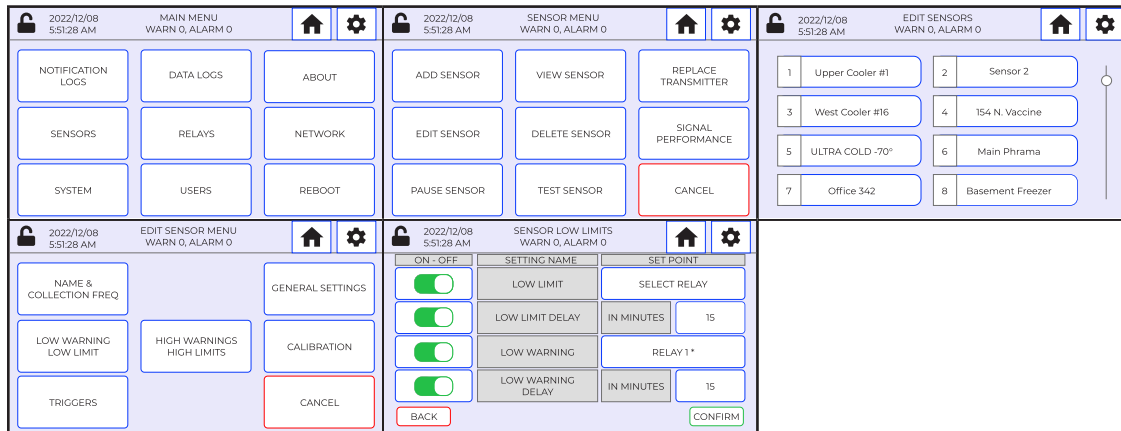 2022/12/08
5:51:28 AM
MAIN MENU
WARN 0, ALARM 0
NOTIFICATION
LOGS
DATA LOGS
ABOUT
SENSORS
RELAYS
NETWORK
SYSTEM
USERS
REBOOT
2022/12/08
5:51:28 AM
SENSOR MENU
WARN 0, ALARM 0
ADD SENSOR
VIEW SENSOR
REPLACE
TRANSMITTER
EDIT SENSOR
DELETE SENSOR
SIGNAL
PERFORMANCE
PAUSE SENSOR
TEST SENSOR
CANCEL
2022/12/08
5:51:28 AM
EDIT SENSORS
WARN 0, ALARM 0
1 Upper Cooler #1
2 Sensor 2
3 West Cooler #16
4 154 N. Vaccine
5 ULTRA COLD -70°
6 Main Phrama
7 Office 342
8 Basement Freezer
2022/12/08
5:51:28 AM
EDIT SENSOR MENU
WARN 0, ALARM 0
NAME &
COLLECTION FREQ
GENERAL SETTINGS
LOW WARNING
LOW LIMIT
HIGH WARNINGS
HIGH LIMITS
CALIBRATION
TRIGGERS
CANCEL
2022/12/08
5:51:28 AM
SENSOR LOW LIMITS
WARN 0, ALARM 0
ON - OFF
SETTING NAME
SET POINT
LOW LIMIT
SELECT RELAY
LOW LIMIT DELAY
IN MINUTES
15
LOW WARNING
RELAY 1 *
LOW WARNING
DELAY
IN MINUTES
15
BACK
CONFIRM